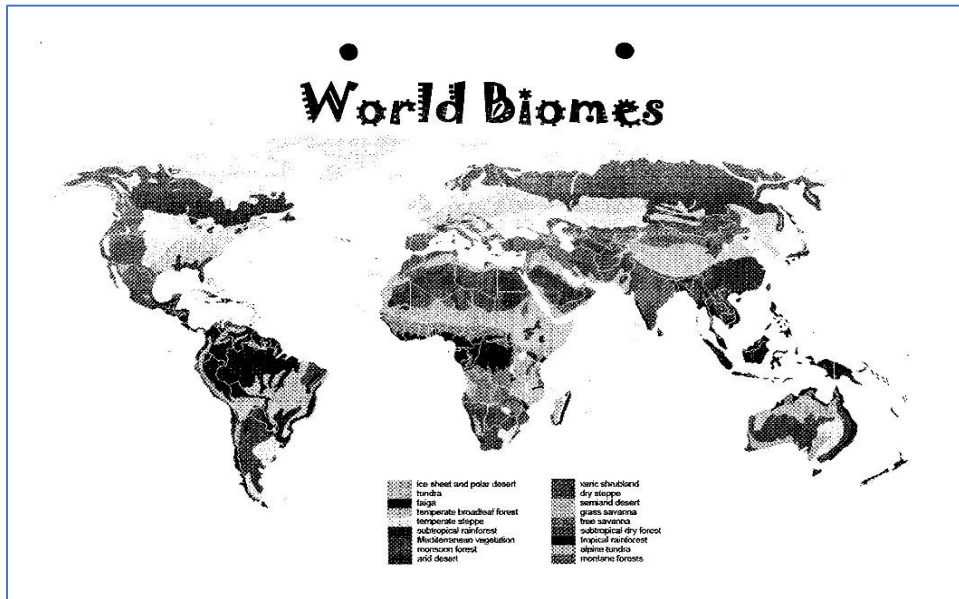 World Biomes
ice sheet and polar desert
tundra
taiga
temperate broadleaf forest
temperate steppe
subtropical rainforest
Mediterranean vegetation
monsoon forest
arid desert
xeric shrubland
dry steppe
semiarid desert
grass savanna
tree savanna
subtropical dry forest
tropical rainforest
alpine tundra
montane forests